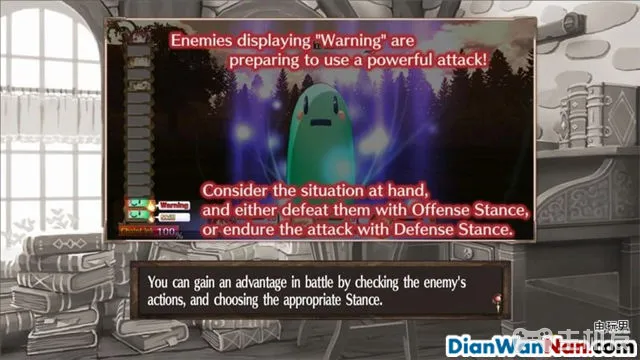 Enemies displaying "Warning" are
preparing to use a powerful attack!
Warning
Consider the situation at hand,
and either defeat them with Offense Stance,
or endure the attack with Defense Stance.
100%
You can gain an advantage in battle by checking the enemy's
actions, and choosing the appropriate Stance.
电玩男
DianWanNan.com